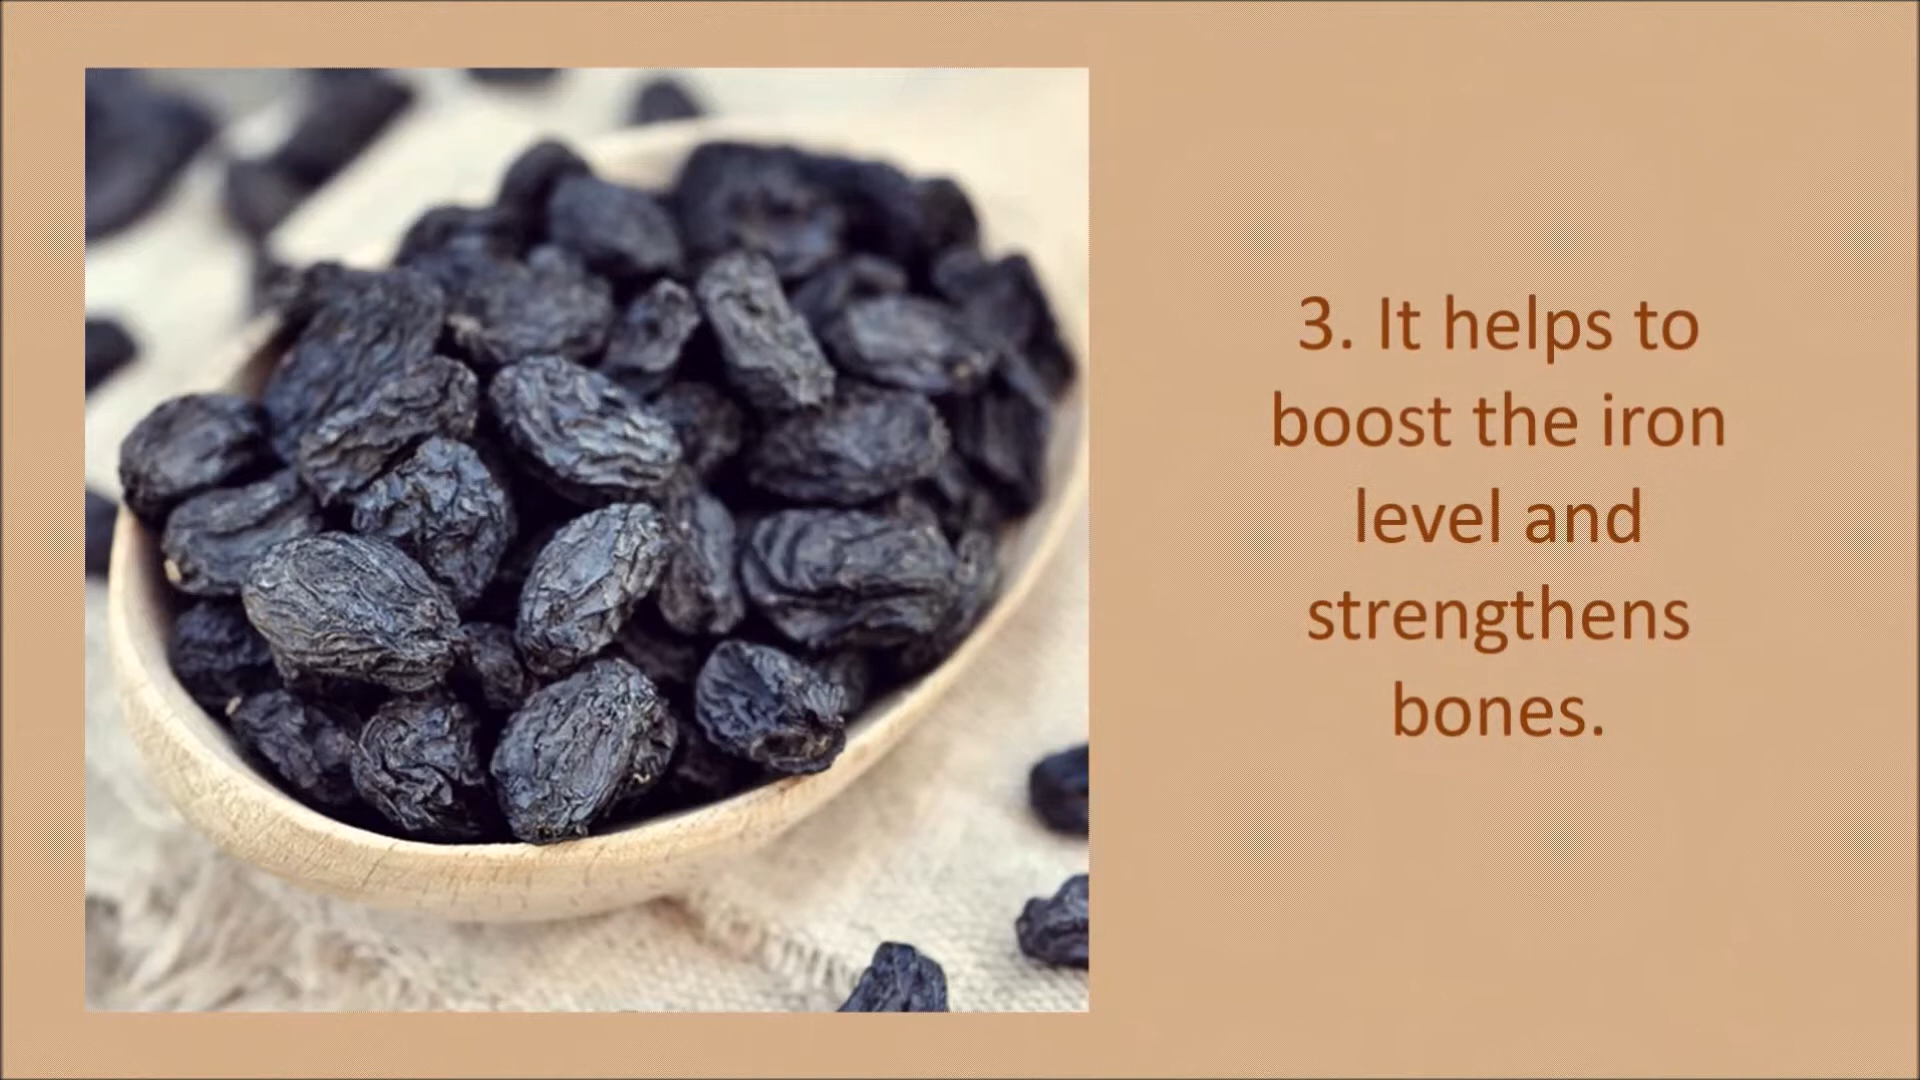 3. It helps to
boost the iron
level and
strengthens
bones.